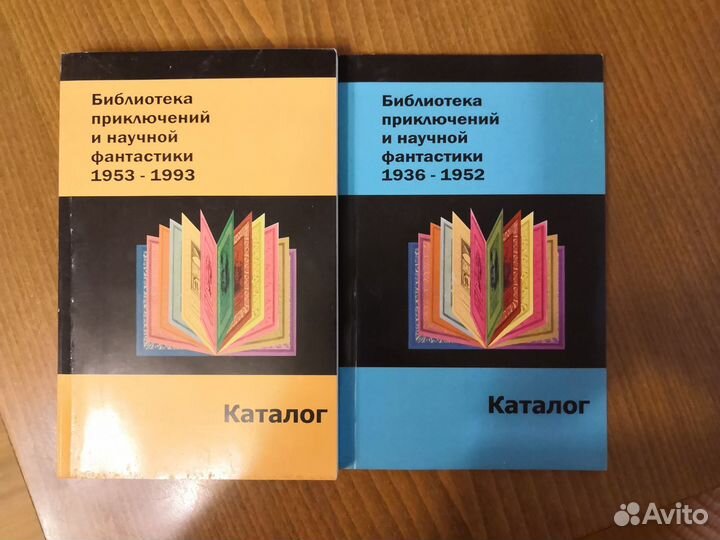 Библиотека
приключений
и научной
фантастики
1953 - 1993
Каталог
Библиотека
приключений
и научной
фантастики
1936 - 1952
Каталог
Avito